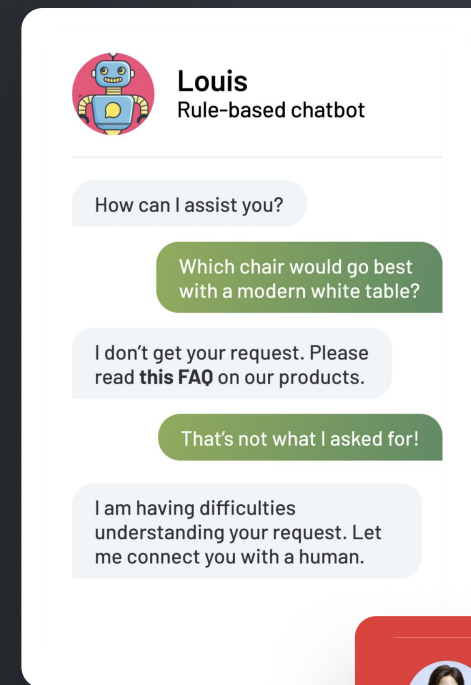 Louis
Rule-based chatbot
How can I assist you?
Which chair would go best
with a modern white table?
I don’t get your request. Please
read this FAQ on our products.
That’s not what I asked for!
I am having difficulties
understanding your request. Let
me connect you with a human.